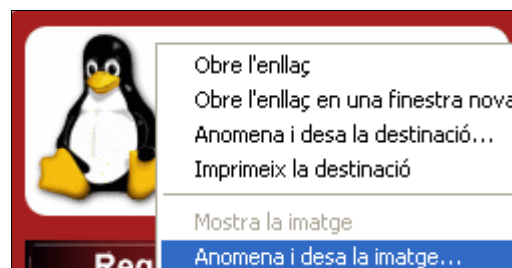 Obre l'enllaç
Obre l'enllaç en una finestra nova
Anomena i desa la destinació...
Imprimeix la destinació
Mostra la imatge
Anomena i desa la imatge...
Reg